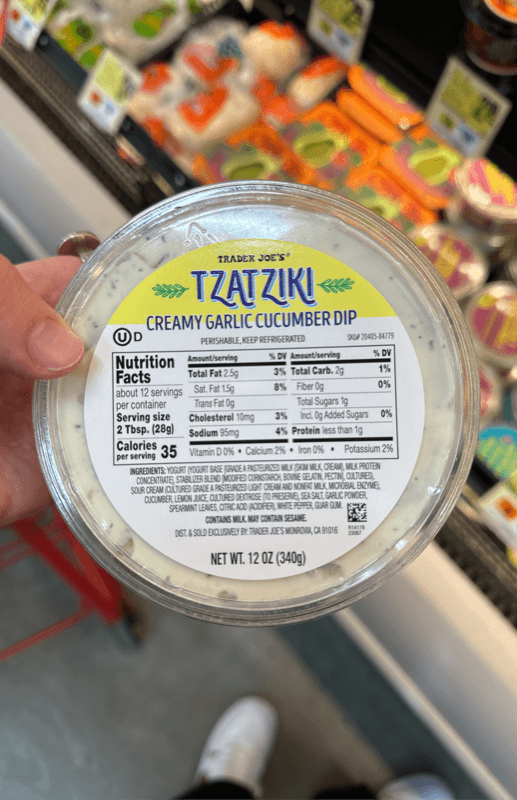 TRADER JOE'S®
TZATZIKI
CREAMY GARLIC CUCUMBER DIP
PERISHABLE, KEEP REFRIGERATED
SKU# 20405-84779
U D
Nutrition
Facts
about 12 servings
per container
Serving size
2 Tbsp. (28g)
Calories
per serving 35
Amount/serving % DV
Total Fat 2.5g 3%
Sat. Fat 1.5g 8%
Trans Fat 0g
Cholesterol 10mg 3%
Sodium 95mg 4%
Amount/serving % DV
Total Carb. 2g 1%
Fiber 0g 0%
Total Sugars 1g
Incl. 0g Added Sugars 0%
Protein less than 1g
Vitamin D 0% • Calcium 2% • Iron 0% • Potassium 2%
INGREDIENTS: YOGURT (YOGURT BASE [GRADE A PASTEURIZED MILK (SKIM MILK, CREAM), MILK PROTEIN
CONCENTRATE, STABILIZER BLEND (MODIFIED CORNSTARCH, BOVINE GELATIN, PECTIN), CULTURES),
SOUR CREAM (CULTURED GRADE A PASTEURIZED LIGHT CREAM AND NONFAT MILK, MICROBIAL ENZYME),
CUCUMBER, LEMON JUICE, CULTURED DEXTROSE (TO PRESERVE), SEA SALT, GARLIC POWDER,
SPEARMINT LEAVES, CITRIC ACID (ACIDIFIER), WHITE PEPPER, GUAR GUM.
CONTAINS MILK. MAY CONTAIN SESAME.
DIST. & SOLD EXCLUSIVELY BY: TRADER JOE'S MONROVIA, CA 91016
NET WT. 12 OZ (340g)